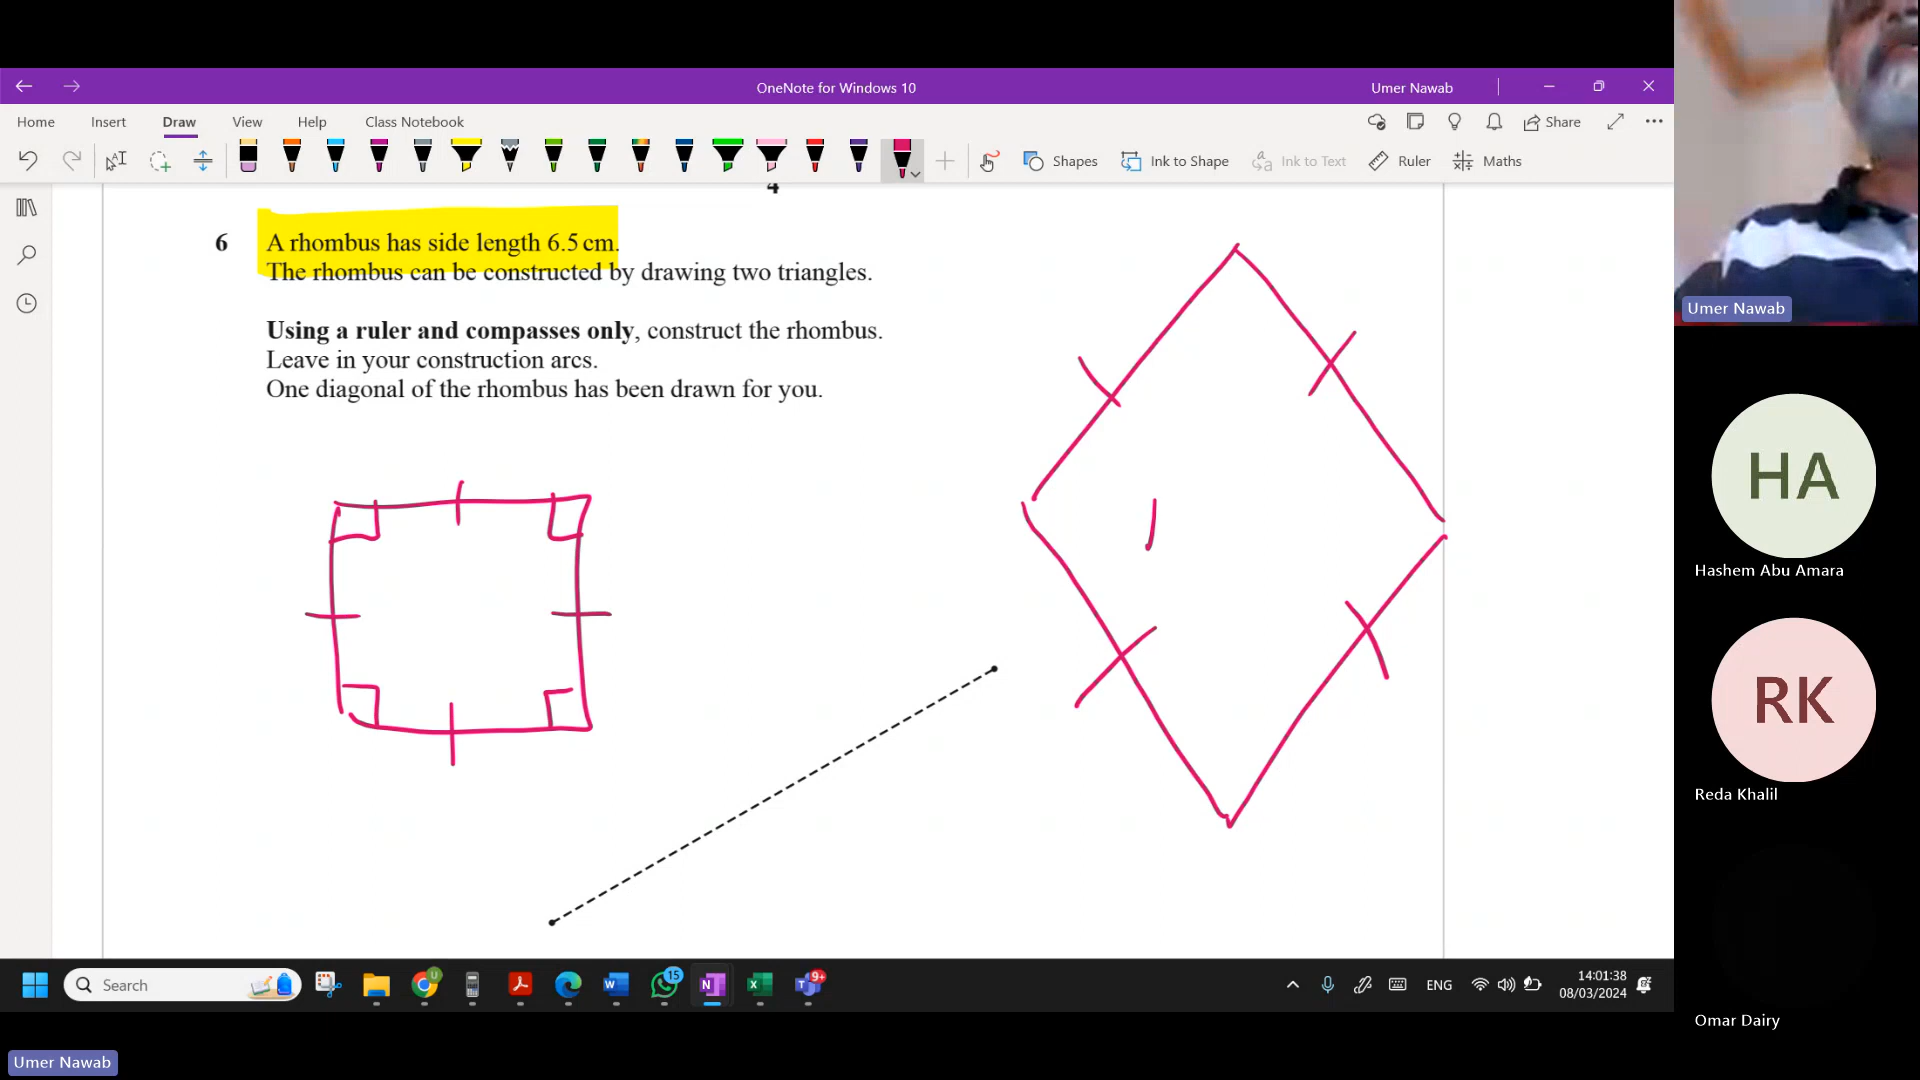 OneNote for Windows 10
Umer Nawab
Home
Insert
Draw
View
Help
Class Notebook
Share
Shapes
Ink to Shape
Ink to Text
Ruler
Maths
4
6 A rhombus has side length 6.5 cm.
The rhombus can be constructed by drawing two triangles.
Using a ruler and compasses only, construct the rhombus.
Leave in your construction arcs.
One diagonal of the rhombus has been drawn for you.
Umer Nawab
HA
Hashem Abu Amara
RK
Reda Khalil
Omar Dairy
Search
U
15
9+
ENG
14:01:38
08/03/2024
Umer Nawab